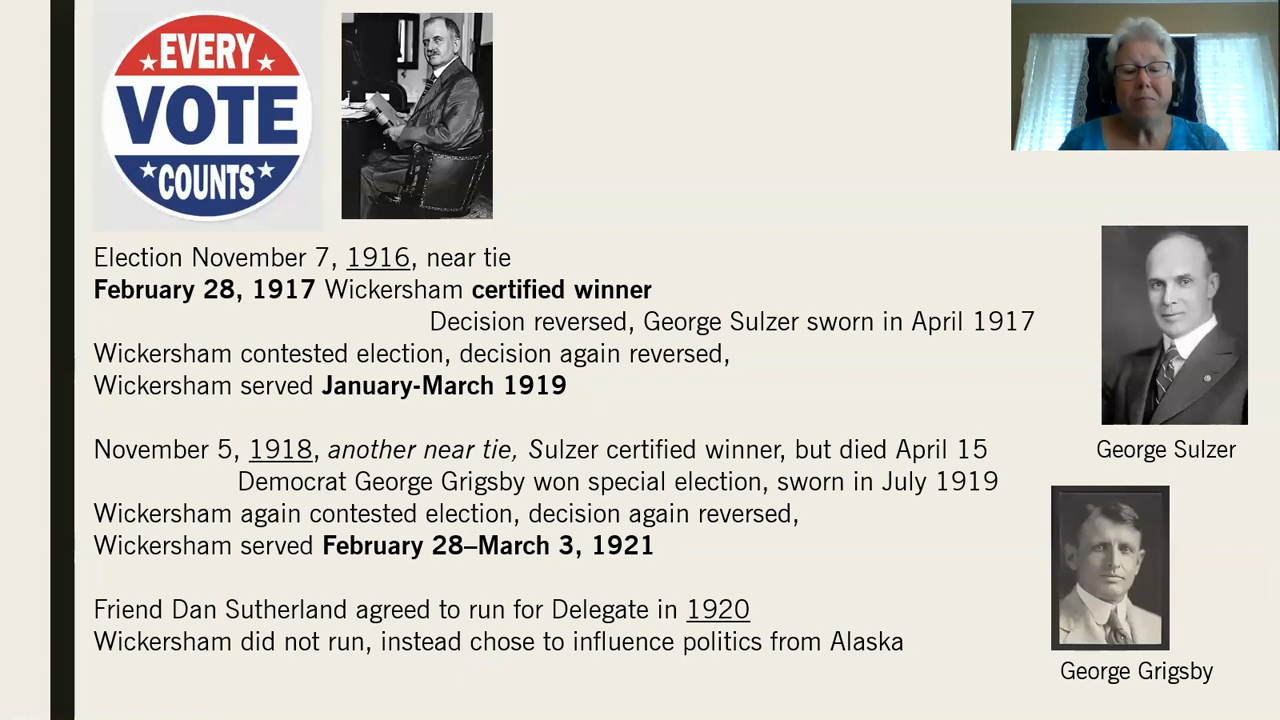 EVERY
VOTE
COUNTS
Election November 7, 1916, near tie
February 28, 1917 Wickersham certified winner
Decision reversed, George Sulzer sworn in April 1917
Wickersham contested election, decision again reversed,
Wickersham served January-March 1919
November 5, 1918, another near tie, Sulzer certified winner, but died April 15
Democrat George Grigsby won special election, sworn in July 1919
Wickersham again contested election, decision again reversed,
Wickersham served February 28–March 3, 1921
Friend Dan Sutherland agreed to run for Delegate in 1920
Wickersham did not run, instead chose to influence politics from Alaska
George Sulzer
George Grigsby